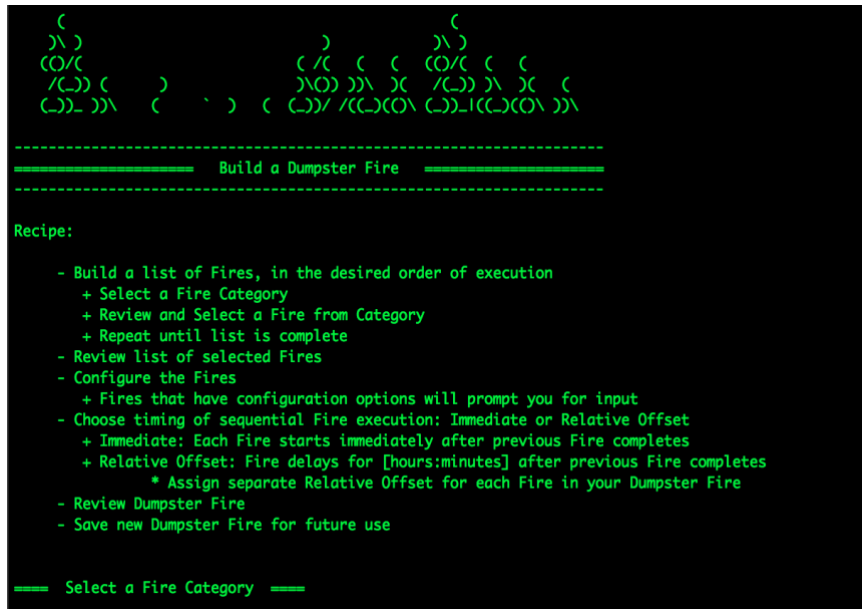 ----------------------------------------------------------------------
===================== Build a Dumpster Fire =====================
----------------------------------------------------------------------
Recipe:
- Build a list of Fires, in the desired order of execution
+ Select a Fire Category
+ Review and Select a Fire from Category
+ Repeat until list is complete
- Review list of selected Fires
- Configure the Fires
+ Fires that have configuration options will prompt you for input
- Choose timing of sequential Fire execution: Immediate or Relative Offset
+ Immediate: Each Fire starts immediately after previous Fire completes
+ Relative Offset: Fire delays for [hours:minutes] after previous Fire completes
* Assign separate Relative Offset for each Fire in your Dumpster Fire
- Review Dumpster Fire
- Save new Dumpster Fire for future use
==== Select a Fire Category ====